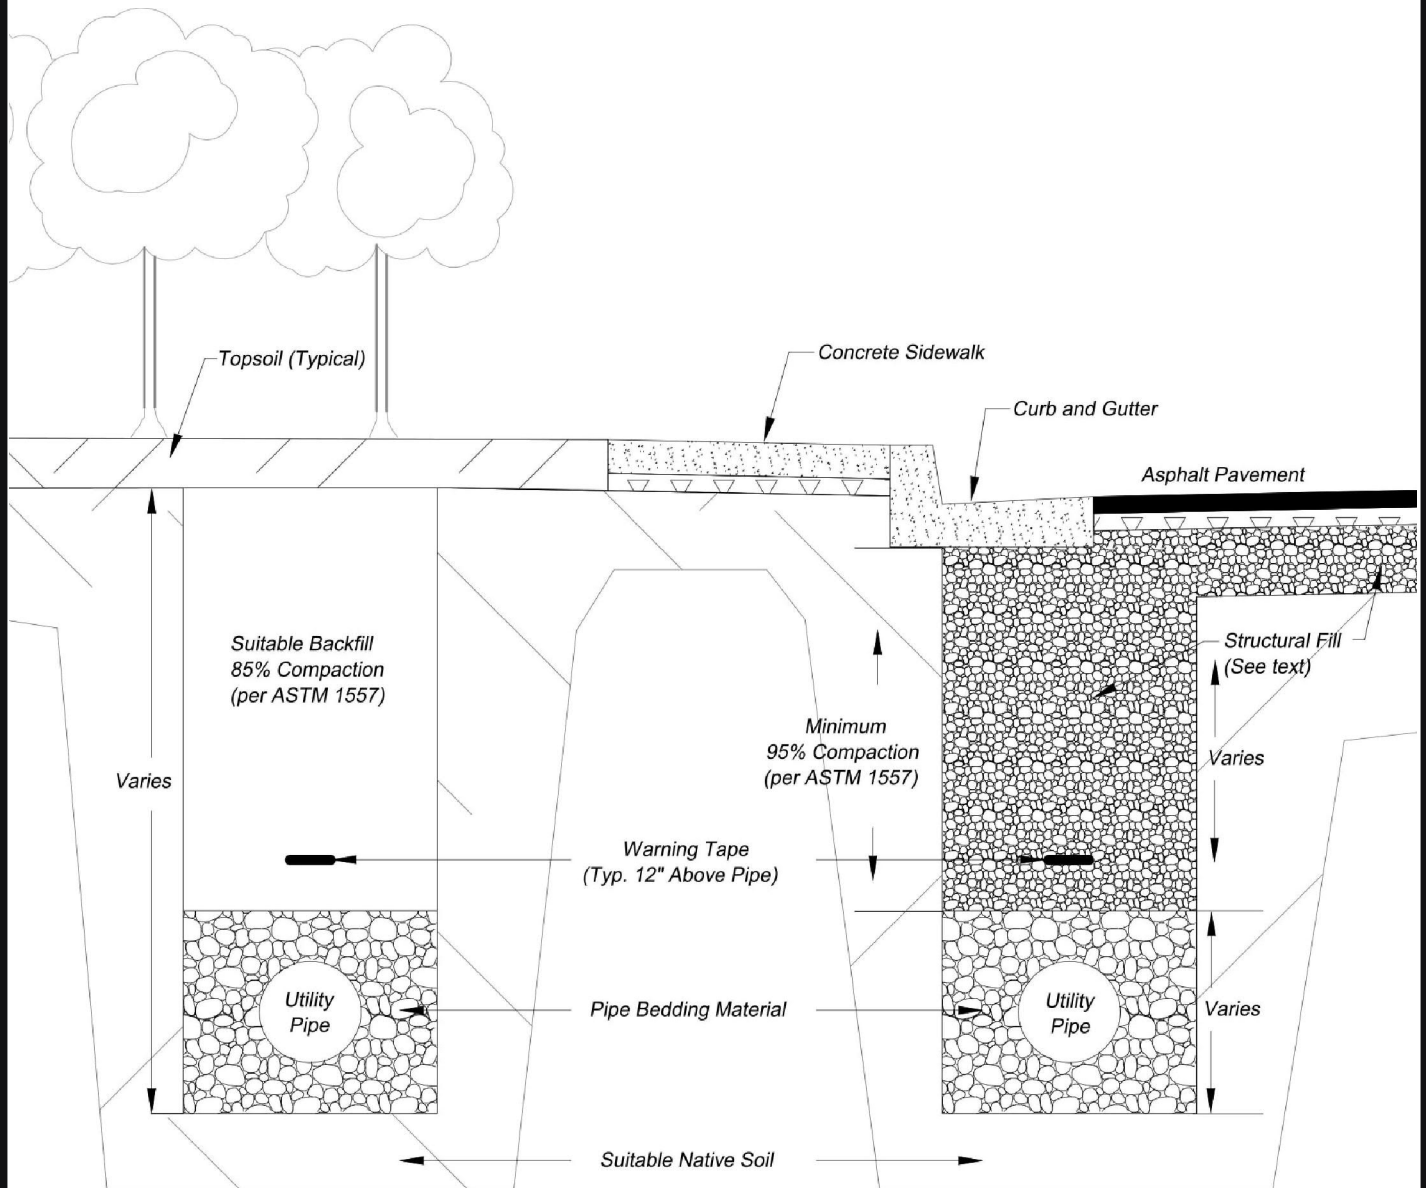 Topsoil (Typical)
Concrete Sidewalk
Curb and Gutter
Asphalt Pavement
Suitable Backfill
85% Compaction
(per ASTM 1557)
Structural Fill
(See text)
Minimum
95% Compaction
(per ASTM 1557)
Varies
Varies
Warning Tape
(Typ. 12" Above Pipe)
Utility
Pipe
Pipe Bedding Material
Utility
Pipe
Varies
Suitable Native Soil